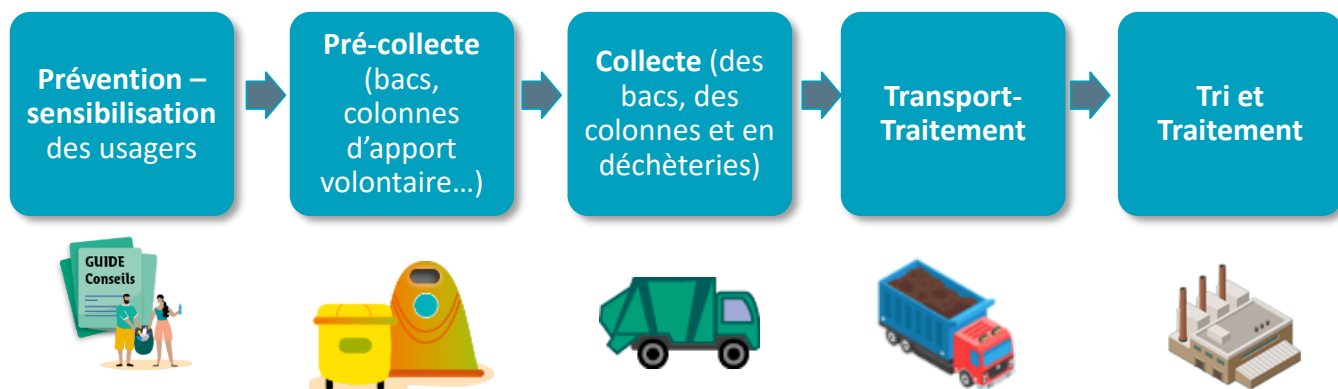 Prévention –
sensibilisation
des usagers
Pré-collecte
(bacs,
colonnes
d’apport
volontaire…)
Collecte (des
bacs, des
colonnes et en
déchèteries)
Transport-
Traitement
Tri et
Traitement
GUIDE
Conseils